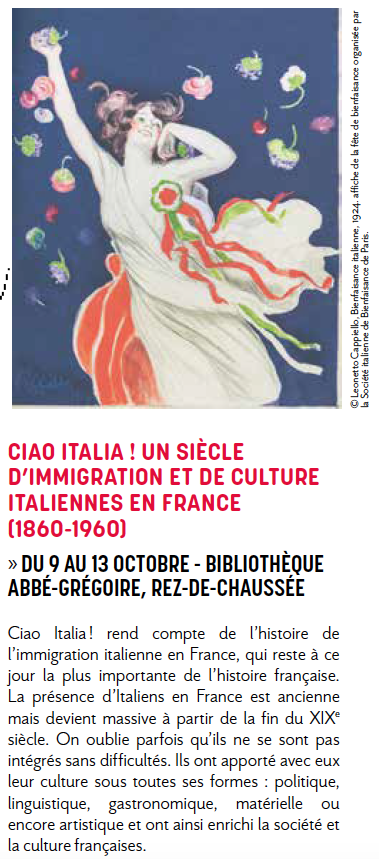 © Leonetto Cappiello, Bienfaisance italienne, 1924, affiche de la fête de bienfaisance organisée par
la Société italienne de Bienfaisance de Paris.
CIAO ITALIA ! UN SIÈCLE
D'IMMIGRATION ET DE CULTURE
ITALIENNES EN FRANCE
(1860-1960)
» DU 9 AU 13 OCTOBRE - BIBLIOTHÈQUE
ABBÉ-GRÉGOIRE, REZ-DE-CHAUSSÉE
Ciao Italia ! rend compte de l'histoire de
l'immigration italienne en France, qui reste à ce
jour la plus importante de l'histoire française.
La présence d'Italiens en France est ancienne
mais devient massive à partir de la fin du XIXe
siècle. On oublie parfois qu'ils ne se sont pas
intégrés sans difficultés. Ils ont apporté avec eux
leur culture sous toutes ses formes : politique,
linguistique, gastronomique, matérielle ou
encore artistique et ont ainsi enrichi la société et
la culture françaises.